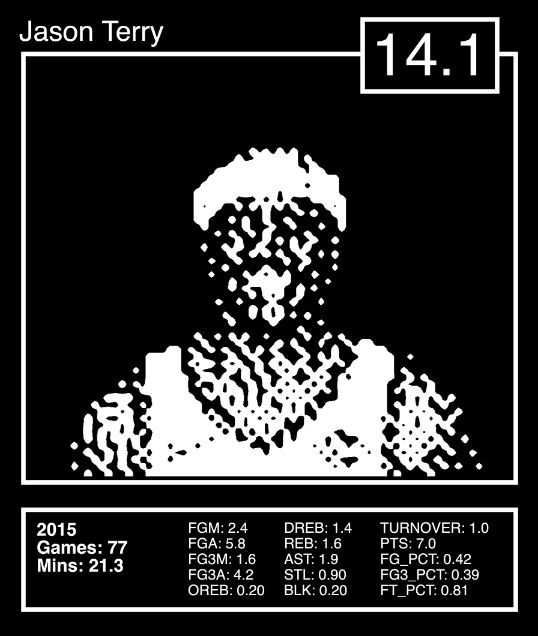 Jason Terry
14.1
2015
Games: 77
Mins: 21.3
FGM: 2.4
FGA: 5.8
FG3M: 1.6
FG3A: 4.2
OREB: 0.20
DREB: 1.4
REB: 1.6
AST: 1.9
STL: 0.90
BLK: 0.20
TURNOVER: 1.0
PTS: 7.0
FG_PCT: 0.42
FG3_PCT: 0.39
FT_PCT: 0.81